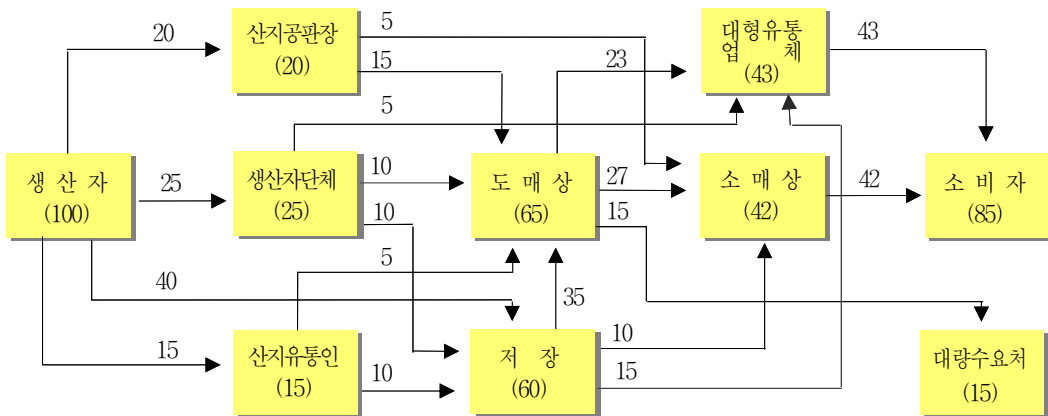 20
산지공판장
(20)
5
15
23
대형유통
업 체
(43)
43
5
생 산 자
(100)
25
생산자단체
(25)
10
10
도 매 상
(65)
27
15
소 매 상
(42)
42
소 비 자
(85)
5
40
35
15
산지유통인
(15)
10
저 장
(60)
10
15
대량수요처
(15)